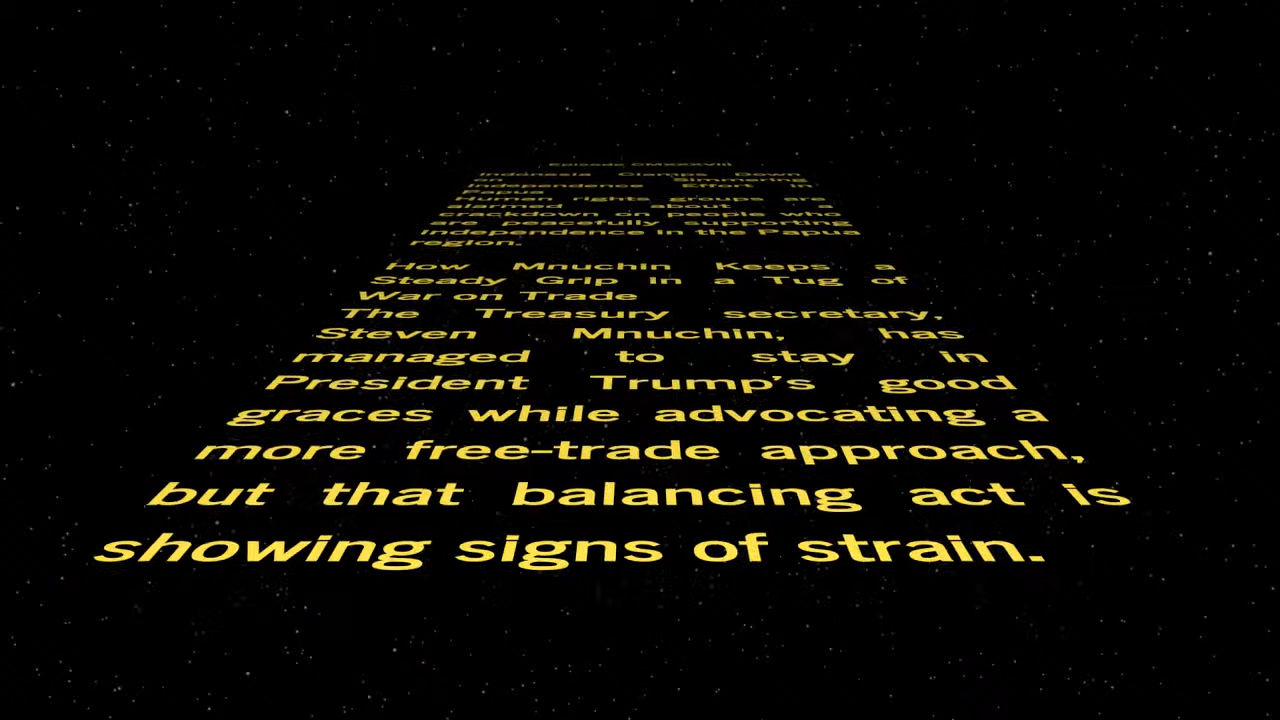 Indonesia Clamps Down
on Simmering
Independence Effort in
Papua
Human rights groups are
alarmed about a
crackdown on people who
are peacefully supporting
independence in the Papua
region.
How Mnuchin Keeps a
Steady Grip in a Tug of
War on Trade
The Treasury secretary,
Steven Mnuchin, has
managed to stay in
President Trump’s good
graces while advocating a
more free-trade approach,
but that balancing act is
showing signs of strain.